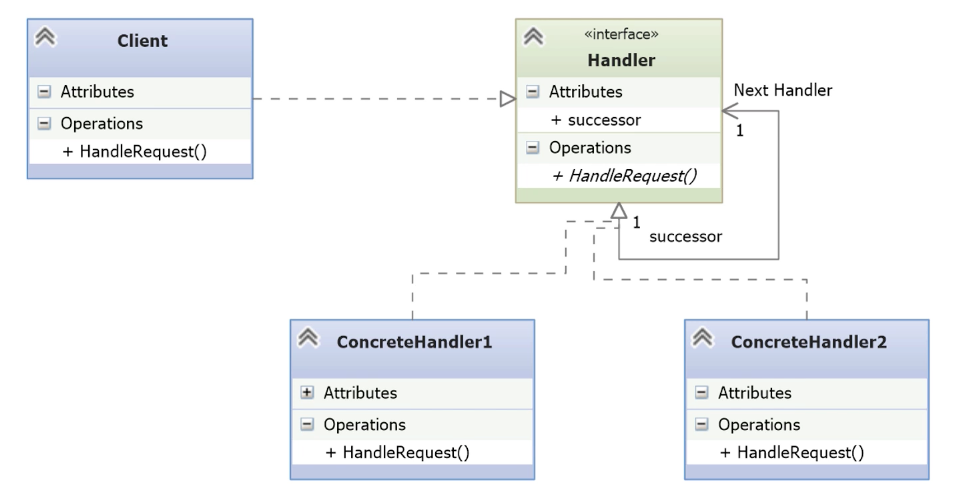 Client
Attributes
Operations
+ HandleRequest()
«interface»
Handler
Attributes
+ successor
Operations
+ HandleRequest()
Next Handler
1
1
successor
ConcreteHandler1
Attributes
Operations
+ HandleRequest()
ConcreteHandler2
Attributes
Operations
+ HandleRequest()